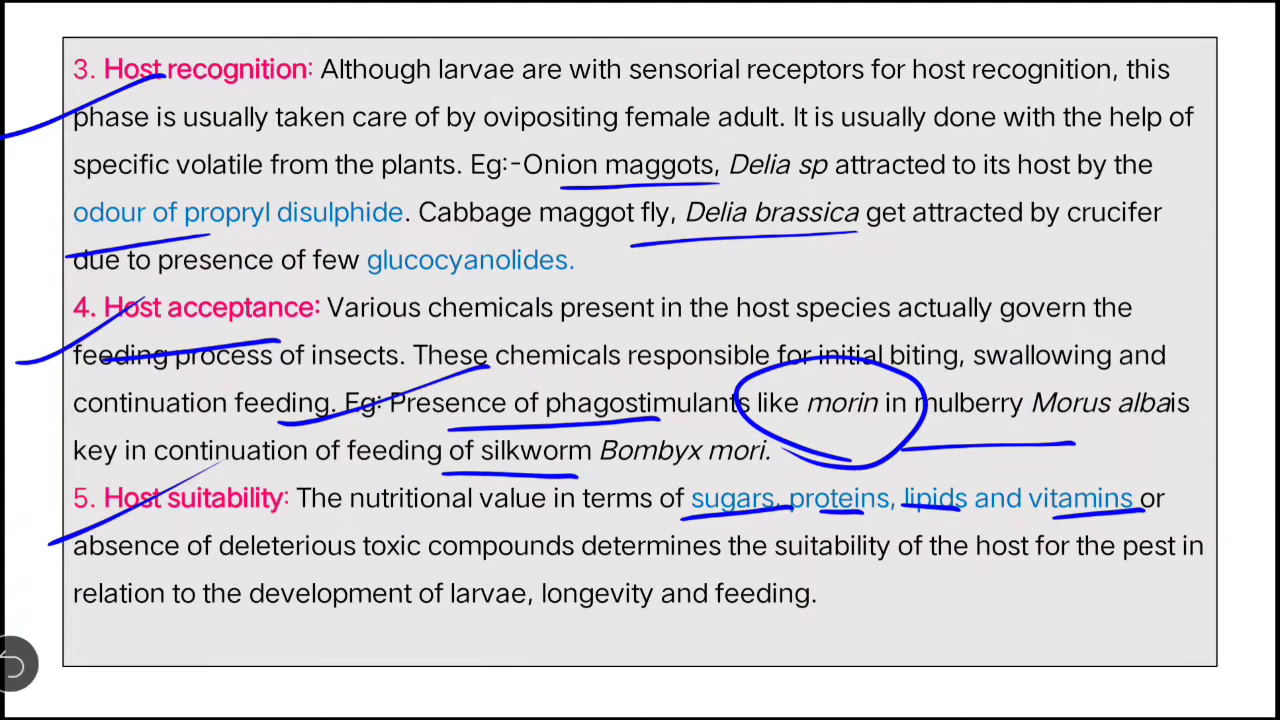 3. Host recognition: Although larvae are with sensorial receptors for host recognition, this
phase is usually taken care of by ovipositing female adult. It is usually done with the help of
specific volatile from the plants. Eg:-Onion maggots, Delia sp attracted to its host by the
odour of propryl disulphide. Cabbage maggot fly, Delia brassica get attracted by crucifer
due to presence of few glucocyanolides.
4. Host acceptance: Various chemicals present in the host species actually govern the
feeding process of insects. These chemicals responsible for initial biting, swallowing and
continuation feeding. Eg: Presence of phagostimulants like morin in mulberry Morus albais
key in continuation of feeding of silkworm Bombyx mori.
5. Host suitability: The nutritional value in terms of sugars, proteins, lipids and vitamins or
absence of deleterious toxic compounds determines the suitability of the host for the pest in
relation to the development of larvae, longevity and feeding.